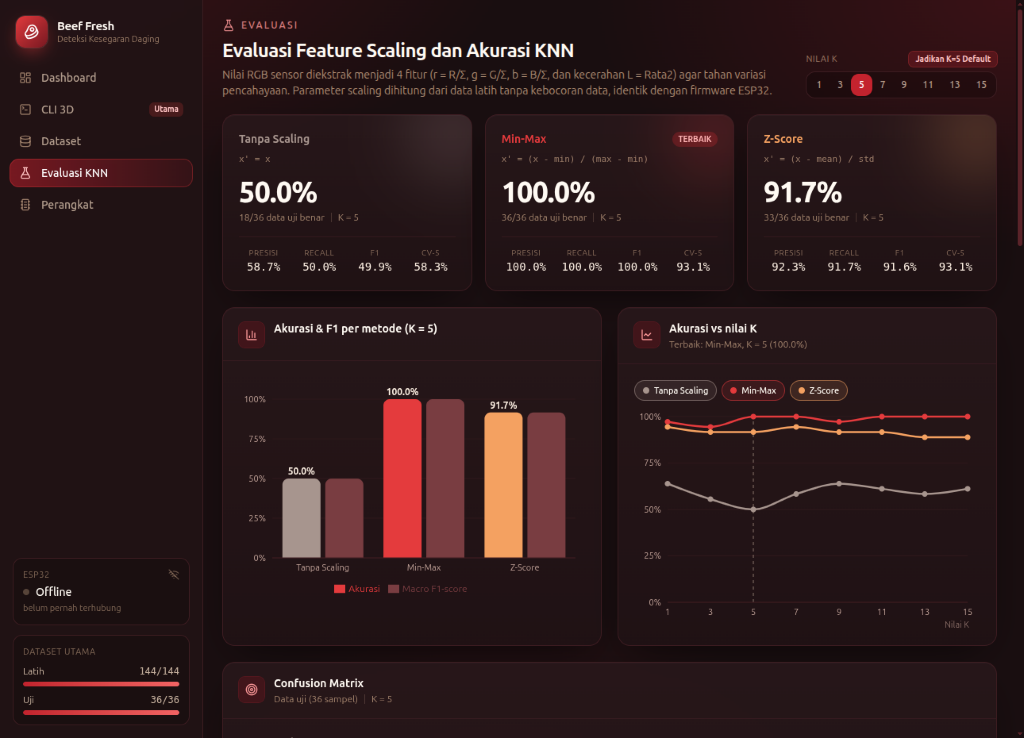 Beef Fresh
Deteksi Kesegaran Daging
Dashboard
CLI 3D
Utama
Dataset
Evaluasi KNN
Perangkat
ESP32
Offline
belum pernah terhubung
DATASET UTAMA
Latih 144/144
Uji 36/36
EVALUASI
Evaluasi Feature Scaling dan Akurasi KNN
Nilai RGB sensor diekstrak menjadi 4 fitur (r = R/Σ, g = G/Σ, b = B/Σ, dan kecerahan L = Rata2) agar tahan variasi
pencahayaan. Parameter scaling dihitung dari data latih tanpa kebocoran data, identik dengan firmware ESP32.
NILAI K
Jadikan K=5 Default
1 3 5 7 9 11 13 15
Tanpa Scaling
x' = x
50.0%
18/36 data uji benar | K = 5
PRESISI RECALL F1 CV-5
58.7% 50.0% 49.9% 58.3%
Min-Max
TERBAIK
x' = (x - min) / (max - min)
100.0%
36/36 data uji benar | K = 5
PRESISI RECALL F1 CV-5
100.0% 100.0% 100.0% 93.1%
Z-Score
x' = (x - mean) / std
91.7%
33/36 data uji benar | K = 5
PRESISI RECALL F1 CV-5
92.3% 91.7% 91.6% 93.1%
Akurasi & F1 per metode (K = 5)
100%
75%
50%
25%
0%
50.0%
100.0%
91.7%
Tanpa Scaling Min-Max Z-Score
Akurasi Macro F1-score
Akurasi vs nilai K
Terbaik: Min-Max, K = 5 (100.0%)
Tanpa Scaling Min-Max Z-Score
100%
75%
50%
25%
0%
1 3 5 7 9 11 13 15
Nilai K
Confusion Matrix
Data uji (36 sampel) | K = 5